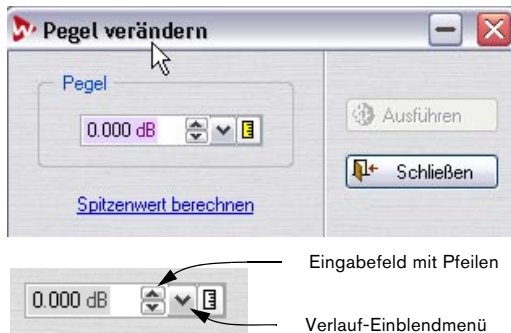 Pegel verändern
Pegel
0.000 dB
Ausführen
Schließen
Spitzenwert berechnen
Eingabefeld mit Pfeilen
0.000 dB
Verlauf-Einblendmenü